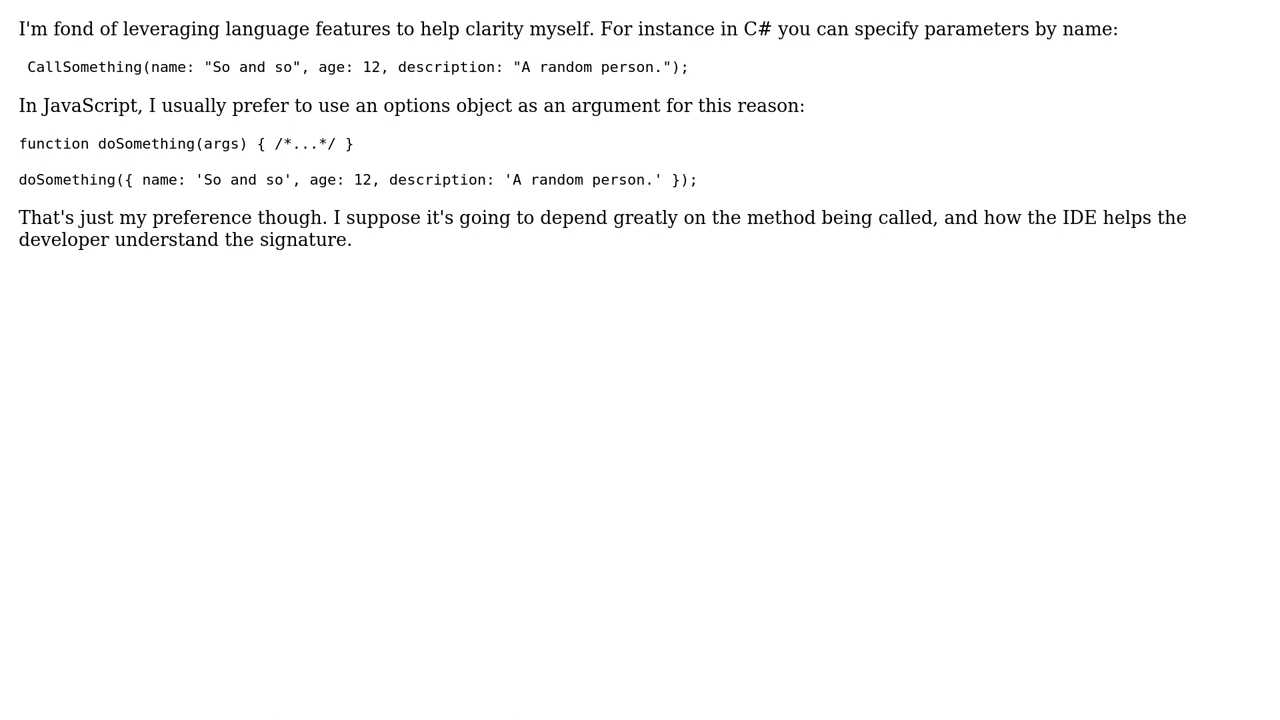 I'm fond of leveraging language features to help clarity myself. For instance in C# you can specify parameters by name:
CallSomething(name: "So and so", age: 12, description: "A random person.");
In JavaScript, I usually prefer to use an options object as an argument for this reason:
function doSomething(args) { /*...*/ }
doSomething({ name: 'So and so', age: 12, description: 'A random person.' });
That's just my preference though. I suppose it's going to depend greatly on the method being called, and how the IDE helps the
developer understand the signature.